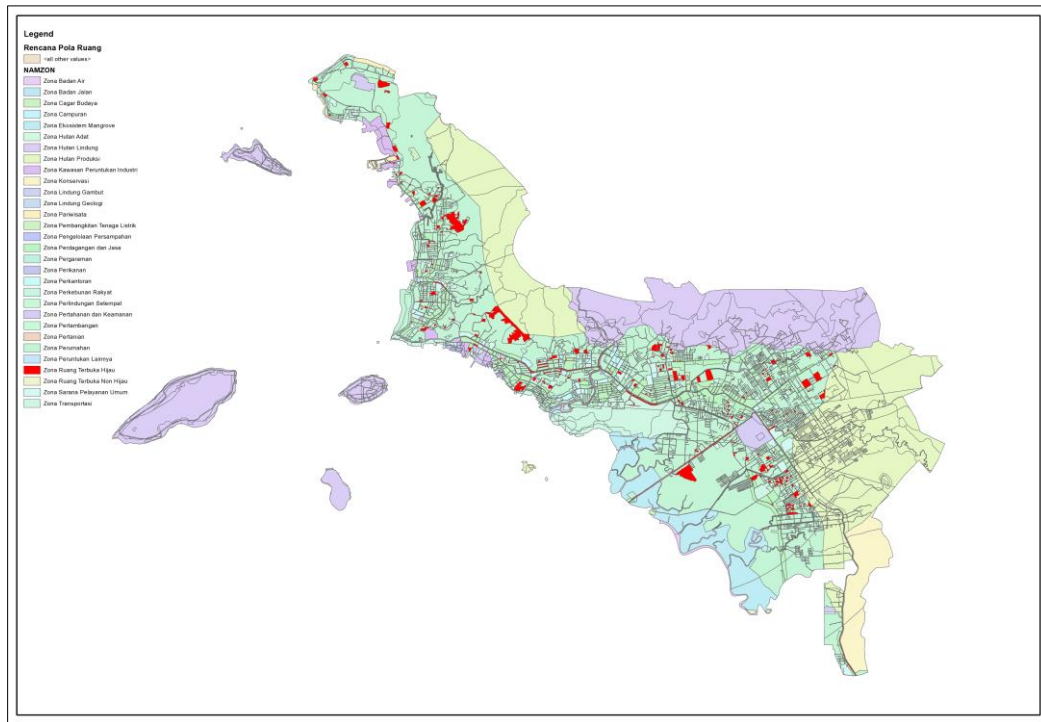 Legend
Rencana Pola Ruang
<all other values>
NAMZON
Zona Badan Air
Zona Badan Jalan
Zona Cagar Budaya
Zona Campuran
Zona Ekosistem Mangrove
Zona Hutan Adat
Zona Hutan Lindung
Zona Hutan Produksi
Zona Kawasan Peruntukan Industri
Zona Konservasi
Zona Lindung Gambut
Zona Lindung Geologi
Zona Pariwisata
Zona Pembangkitan Tenaga Listrik
Zona Pengelolaan Persampahan
Zona Perdagangan dan Jasa
Zona Pergaraman
Zona Perikanan
Zona Perkantoran
Zona Perkebunan Rakyat
Zona Perlindungan Setempat
Zona Pertahanan dan Keamanan
Zona Pertambangan
Zona Pertanian
Zona Perumahan
Zona Peruntukan Lainnya
Zona Ruang Terbuka Hijau
Zona Ruang Terbuka Non Hijau
Zona Sarana Pelayanan Umum
Zona Transportasi